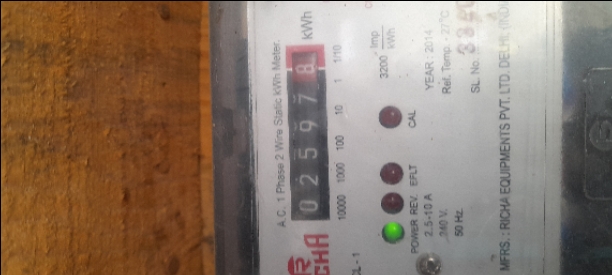 A.C. 1 Phase 2 Wire Static kWh Meter.
0 2 5 9 7 8 kWh
10000 1000 100 10 1 1/10
RICHA
3200 Imp. kWh
CAL
EFLT
REV.
POWER
2.5-10 A
240 V.
50 Hz.
YEAR : 2014
Ref. Temp. : 27°C
SL. No.
MFRS. : RICHA EQUIPMENTS PVT. LTD. DELHI,